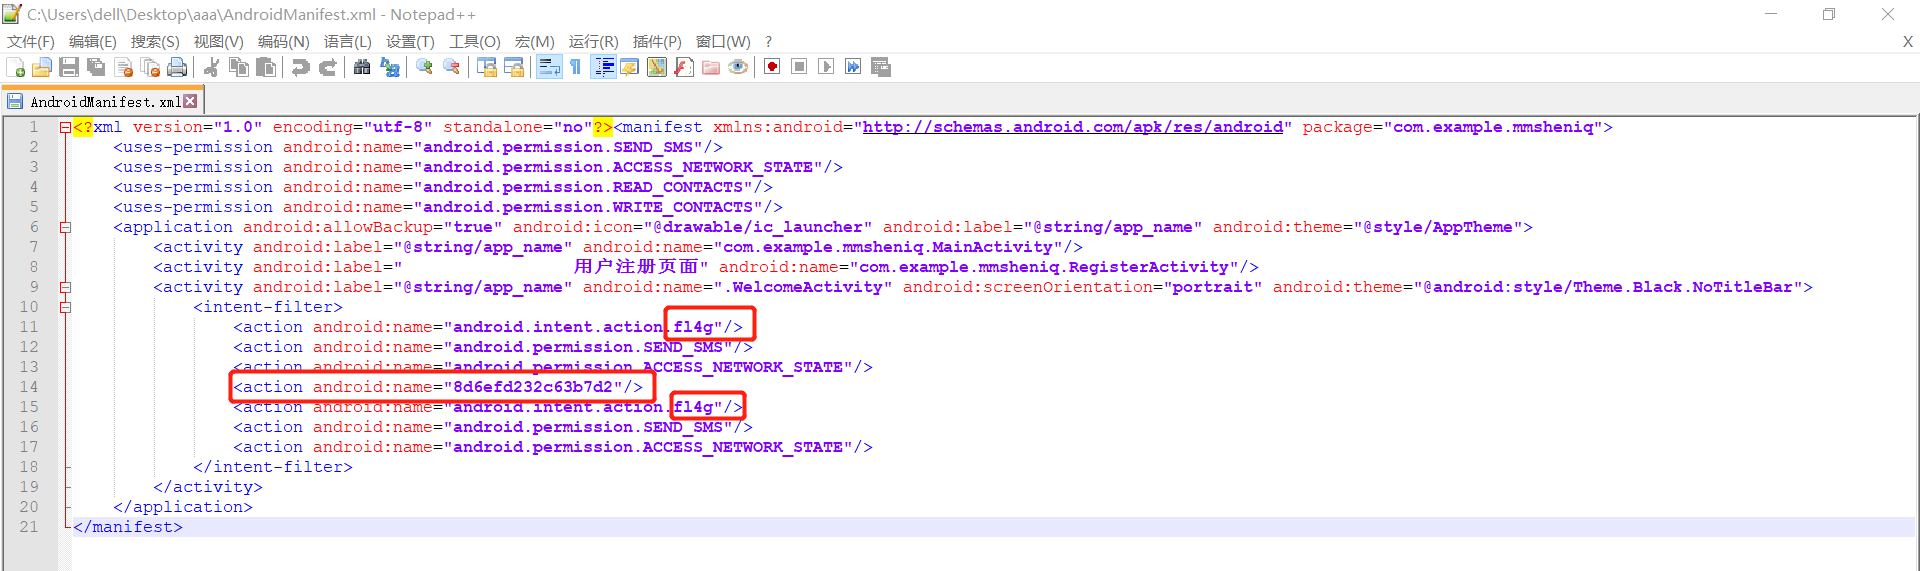 C:\Users\dell\Desktop\aaa\AndroidManifest.xml - Notepad++
文件(F) 编辑(E) 搜索(S) 视图(V) 编码(N) 语言(L) 设置(T) 工具(O) 宏(M) 运行(R) 插件(P) 窗口(W) ? X
AndroidManifest.xml
1 <?xml version="1.0" encoding="utf-8" standalone="no"?><manifest xmlns:android="http://schemas.android.com/apk/res/android" package="com.example.mmsheniq">
2 <uses-permission android:name="android.permission.SEND_SMS"/>
3 <uses-permission android:name="android.permission.ACCESS_NETWORK_STATE"/>
4 <uses-permission android:name="android.permission.READ_CONTACTS"/>
5 <uses-permission android:name="android.permission.WRITE_CONTACTS"/>
6 <application android:allowBackup="true" android:icon="@drawable/ic_launcher" android:label="@string/app_name" android:theme="@style/AppTheme">
7 <activity android:label="@string/app_name" android:name="com.example.mmsheniq.MainActivity"/>
8 <activity android:label=" 用户注册页面" android:name="com.example.mmsheniq.RegisterActivity"/>
9 <activity android:label="@string/app_name" android:name=".WelcomeActivity" android:screenOrientation="portrait" android:theme="@android:style/Theme.Black.NoTitleBar">
10 <intent-filter>
11 <action android:name="android.intent.action.fl4g"/>
12 <action android:name="android.permission.SEND_SMS"/>
13 <action android:name="android.permission.ACCESS_NETWORK_STATE"/>
14 <action android:name="8d6efd232c63b7d2"/>
15 <action android:name="android.intent.action.fl4g"/>
16 <action android:name="android.permission.SEND_SMS"/>
17 <action android:name="android.permission.ACCESS_NETWORK_STATE"/>
18 </intent-filter>
19 </activity>
20 </application>
21 </manifest>